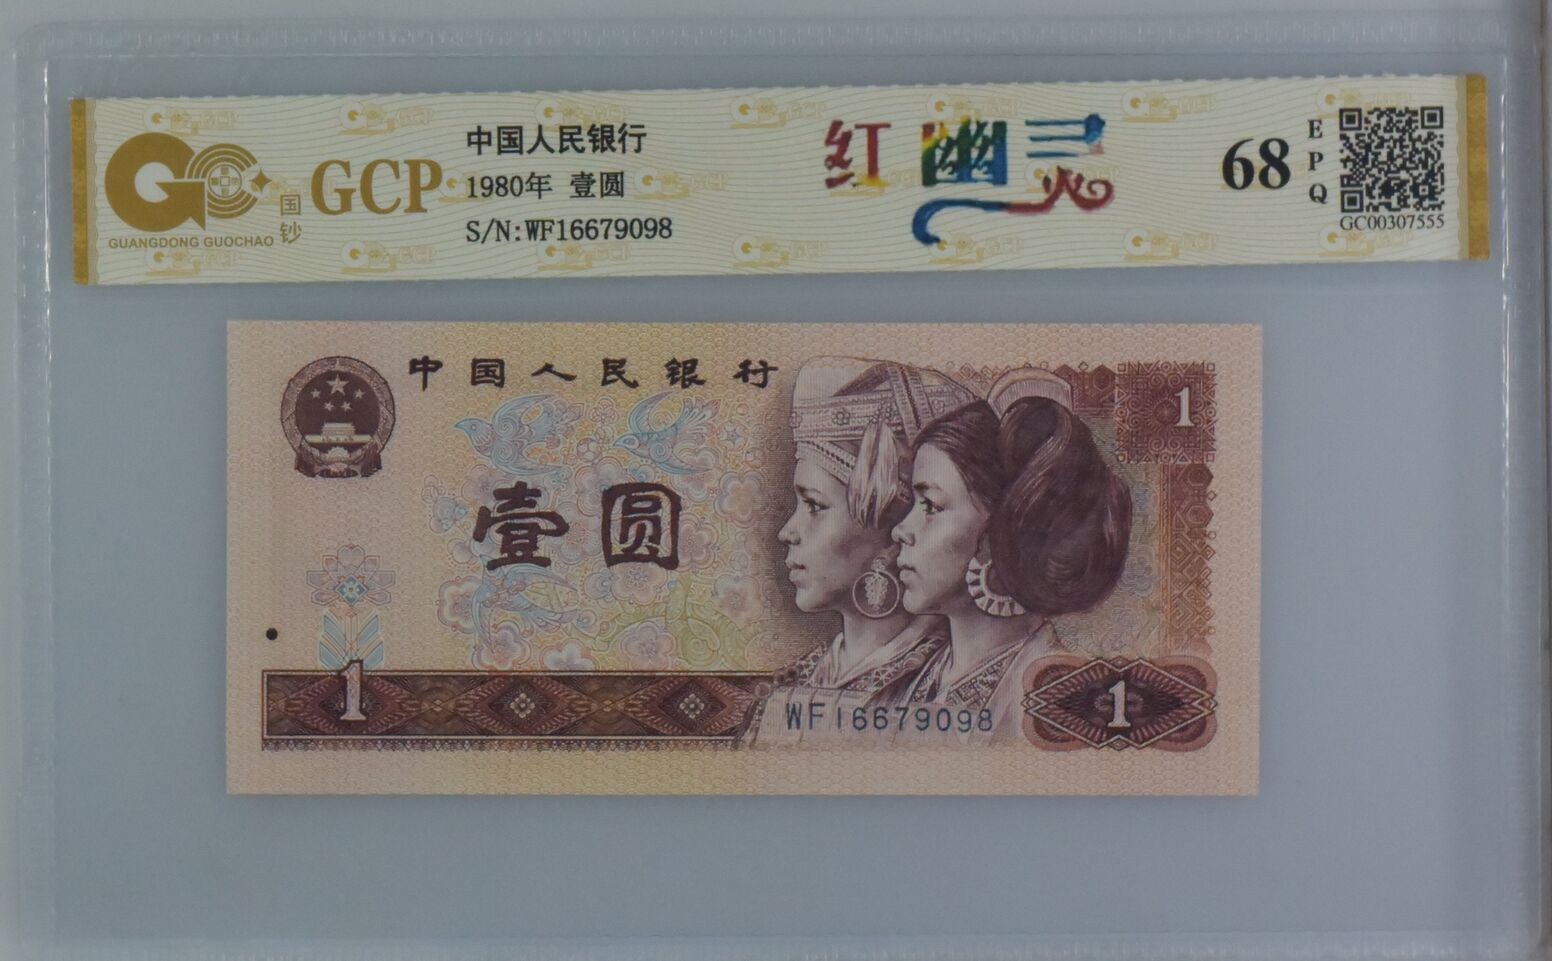 GUANGDONG GUOCHAO
国钞
GCP
中国人民银行
1980年 壹圆
S/N:WF16679098
红幽灵
68
EPQ
GC00307555
中国人民银行
1
壹圆
1
WF16679098
1